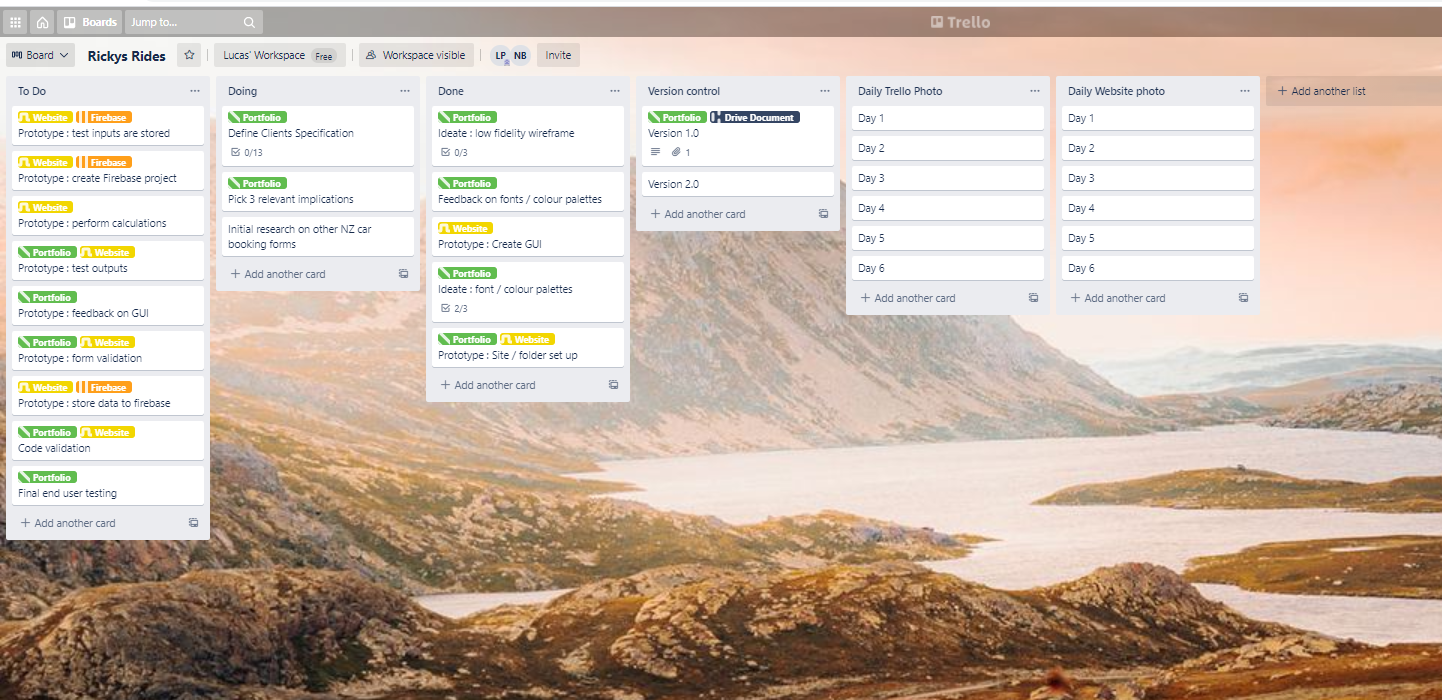 Boards
Jump to...
Trello
Board
Rickys Rides
Lucas' Workspace Free
Workspace visible
LP NB
Invite
To Do
Website Firebase
Prototype : test inputs are stored
Website Firebase
Prototype : create Firebase project
Website
Prototype : perform calculations
Portfolio Website
Prototype : test outputs
Portfolio
Prototype : feedback on GUI
Portfolio Website
Prototype : form validation
Website Firebase
Prototype : store data to firebase
Portfolio Website
Code validation
Portfolio
Final end user testing
+ Add another card
Doing
Portfolio
Define Clients Specification
0/13
Portfolio
Pick 3 relevant implications
Initial research on other NZ car
booking forms
+ Add another card
Done
Portfolio
Ideate : low fidelity wireframe
0/3
Portfolio
Feedback on fonts / colour palettes
Website
Prototype : Create GUI
Portfolio
Ideate : font / colour palettes
2/3
Portfolio Website
Prototype : Site / folder set up
+ Add another card
Version control
Portfolio Drive Document
Version 1.0
1
Version 2.0
+ Add another card
Daily Trello Photo
Day 1
Day 2
Day 3
Day 4
Day 5
Day 6
+ Add another card
Daily Website photo
Day 1
Day 2
Day 3
Day 4
Day 5
Day 6
+ Add another card
+ Add another list